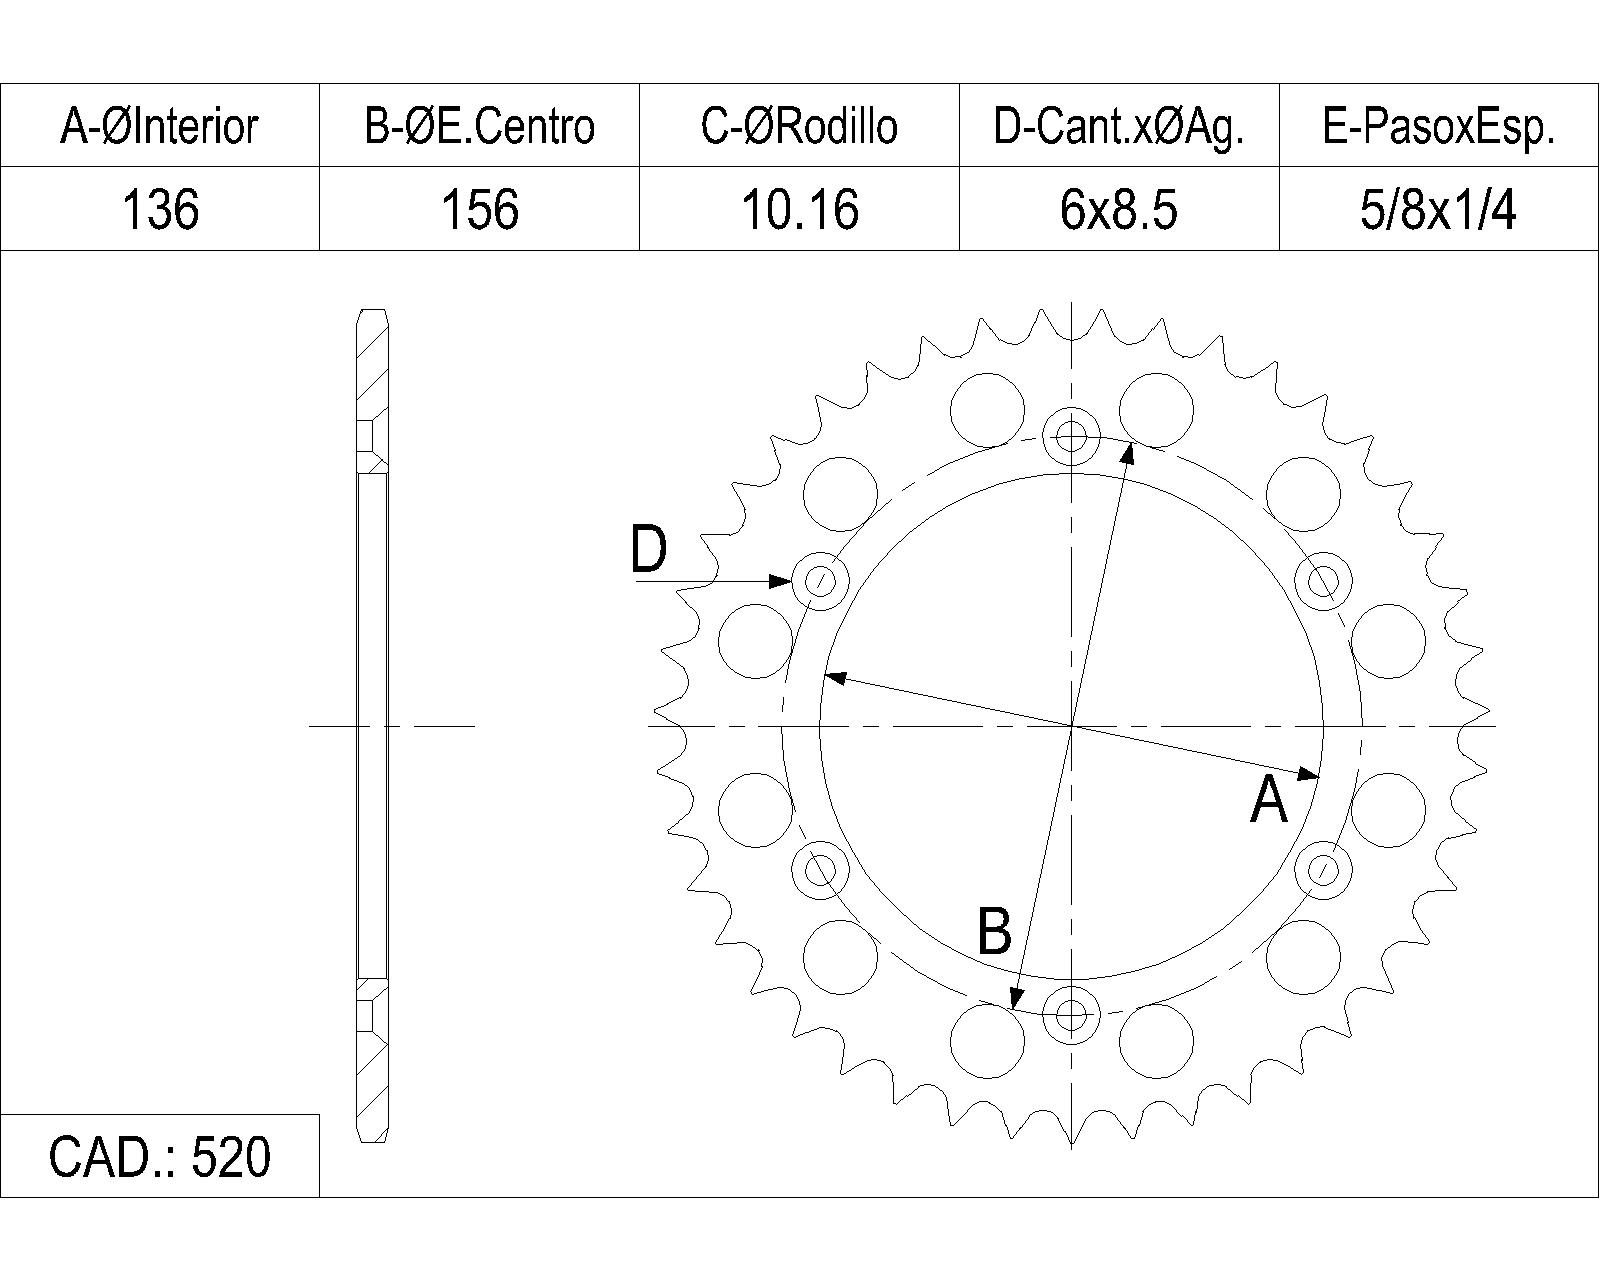 A-ØInterior B-ØE.Centro C-ØRodillo D-Cant.xØAg. E-PasoxEsp.
136 156 10.16 6x8.5 5/8x1/4
D
A
B
CAD.: 520